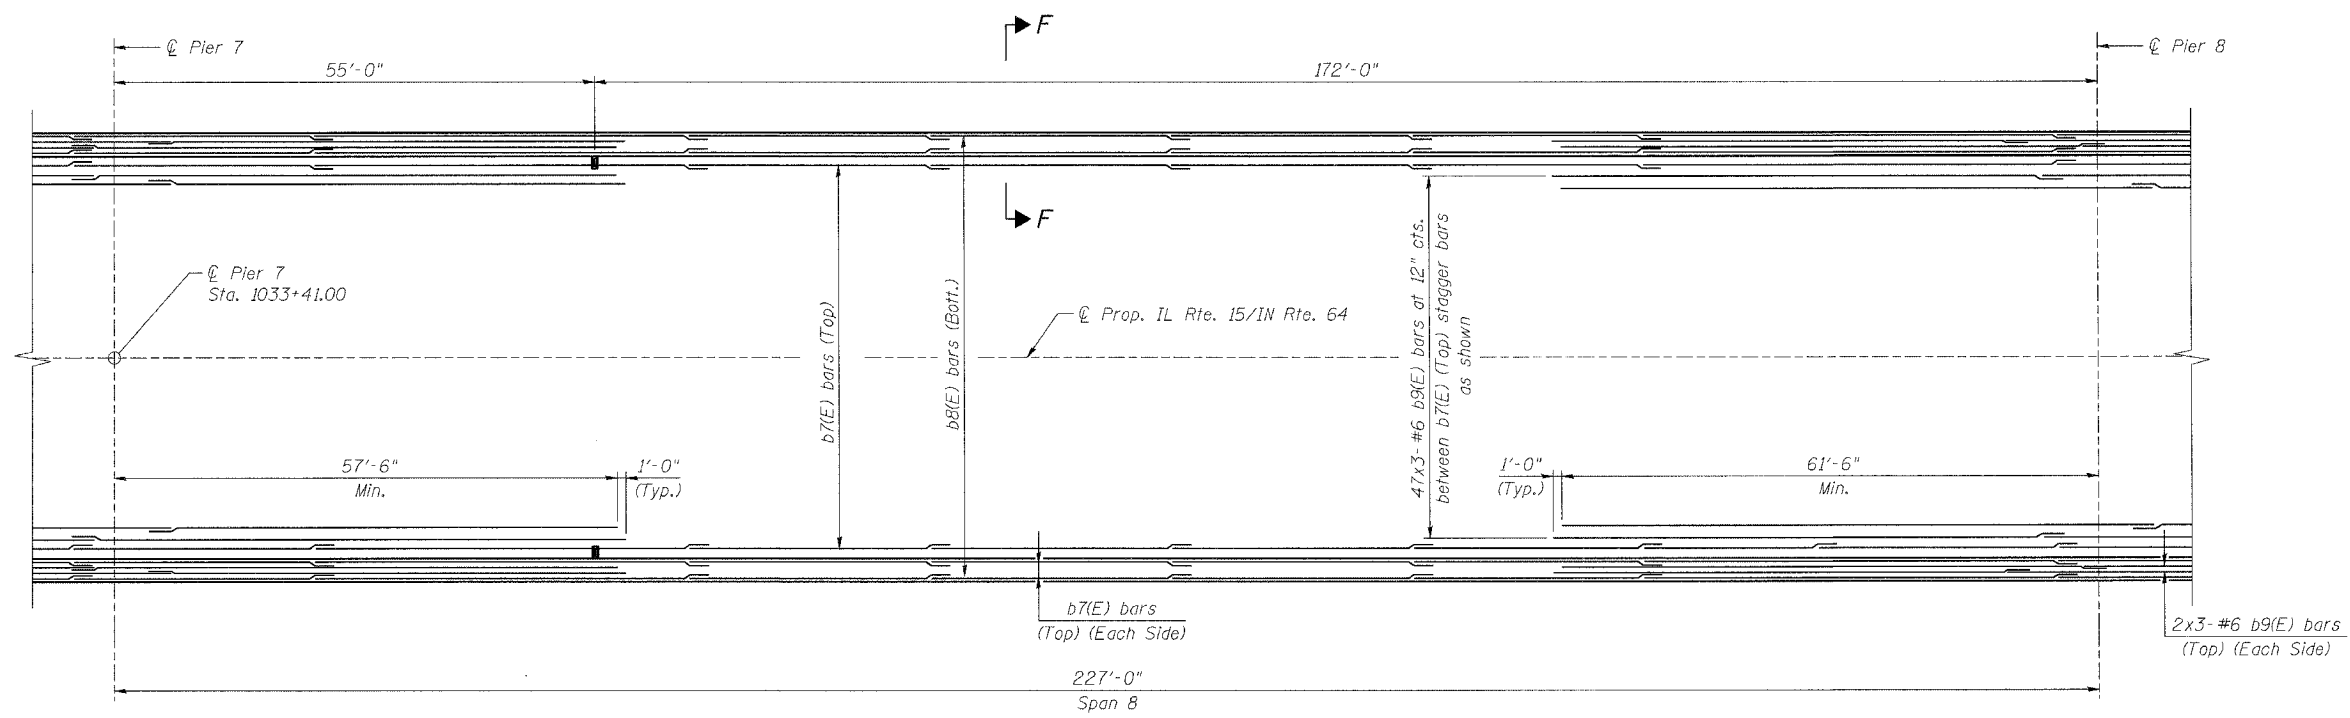 F
℄ Pier 7
℄ Pier 8
55'-0"
172'-0"
F
℄ Pier 7
Sta. 1033+41.00
℄ Prop. IL Rte. 15/IN Rte. 64
b7(E) bars (Top)
b8(E) bars (Bott.)
47x3-#6 b9(E) bars at 12" cts.
between b7(E) (Top) stagger bars
as shown
57'-6"
Min.
1'-0"
(Typ.)
1'-0"
(Typ.)
61'-6"
Min.
b7(E) bars
(Top) (Each Side)
2x3-#6 b9(E) bars
(Top) (Each Side)
227'-0"
Span 8